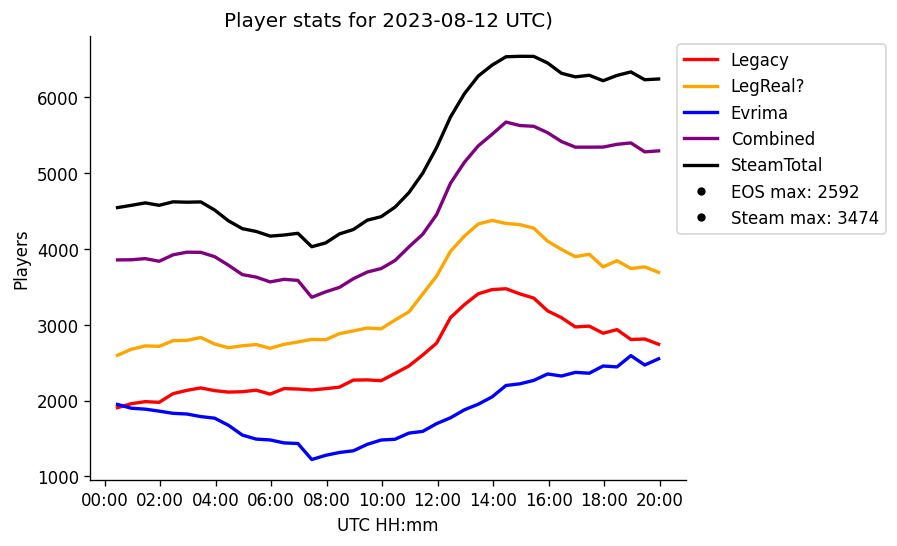 Player stats for 2023-08-12 UTC)
Legacy
LegReal?
Evrima
Combined
SteamTotal
EOS max: 2592
Steam max: 3474
Players
6000
5000
4000
3000
2000
1000
00:00 02:00 04:00 06:00 08:00 10:00 12:00 14:00 16:00 18:00 20:00
UTC HH:mm